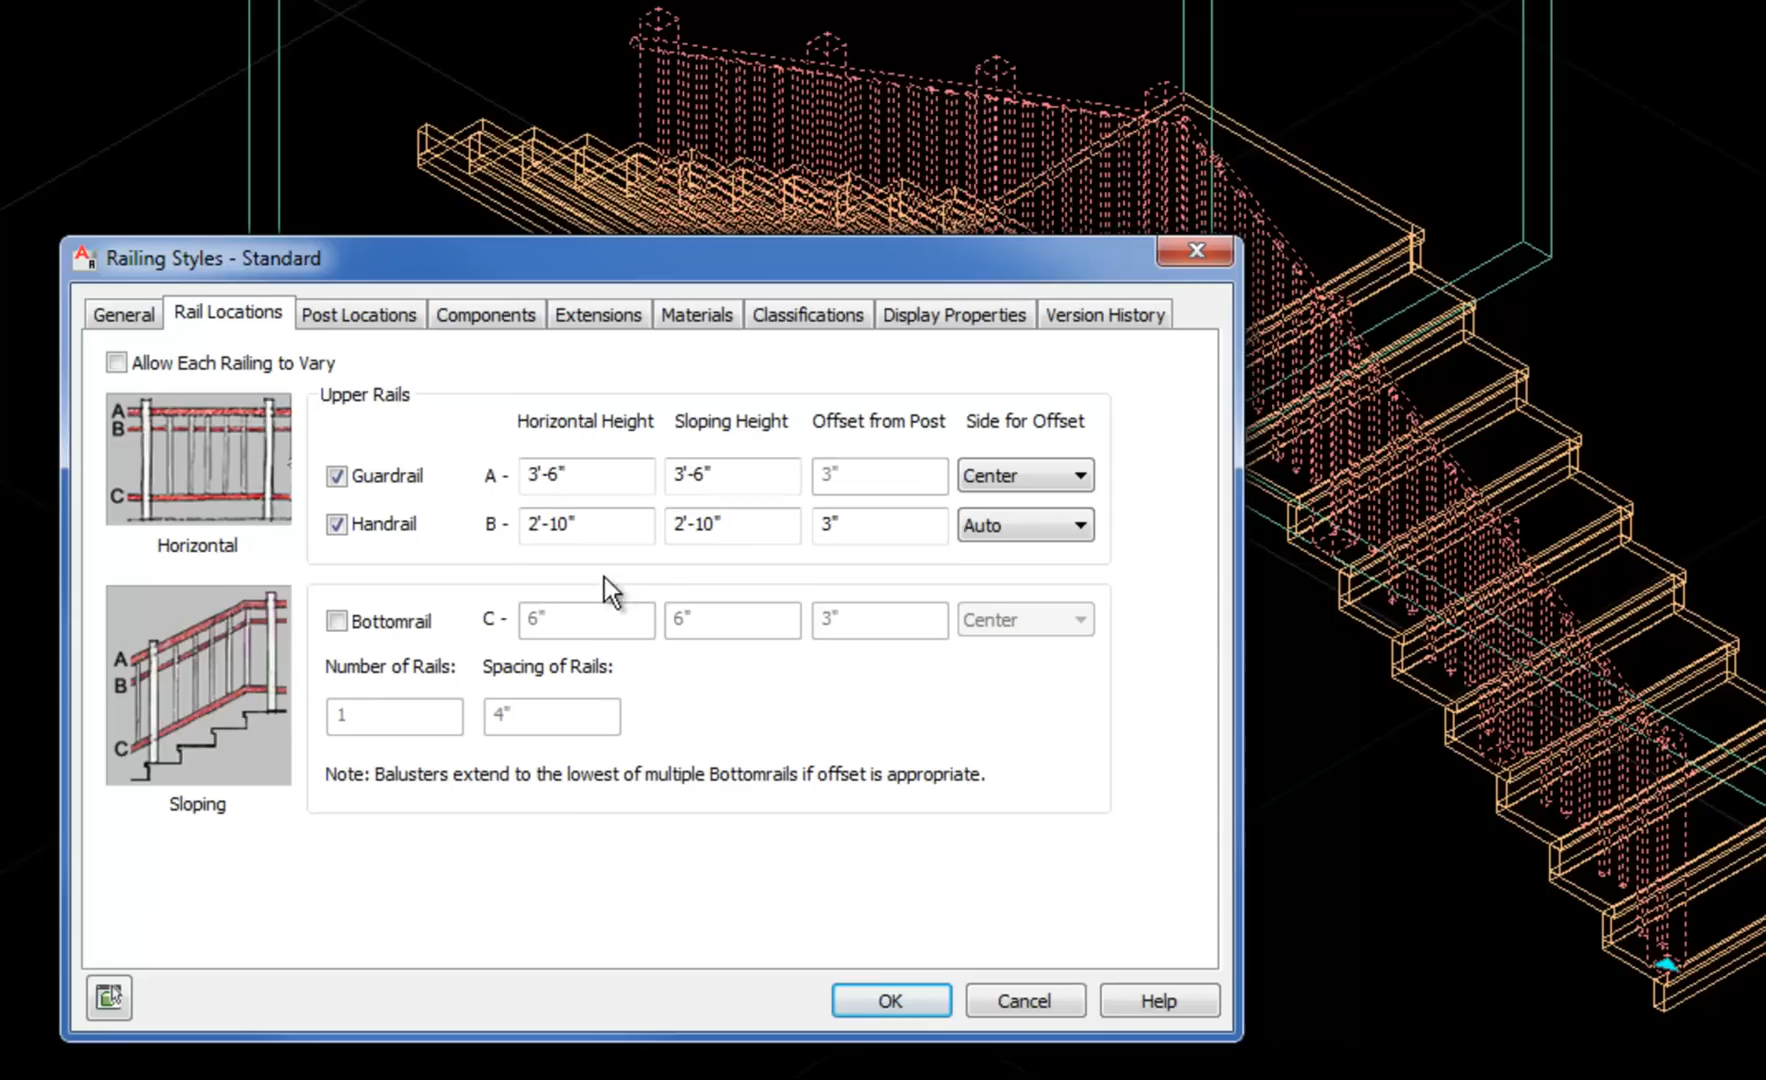 Railing Styles - Standard
General Rail Locations Post Locations Components Extensions Materials Classifications Display Properties Version History
Allow Each Railing to Vary
A
B
C
Horizontal
Upper Rails
Horizontal Height Sloping Height Offset from Post Side for Offset
Guardrail A - 3'-6" 3'-6" 3" Center
Handrail B - 2'-10" 2'-10" 3" Auto
A
B
C
Sloping
Bottomrail C - 6" 6" 3" Center
Number of Rails: Spacing of Rails:
1 4"
Note: Balusters extend to the lowest of multiple Bottomrails if offset is appropriate.
OK Cancel Help